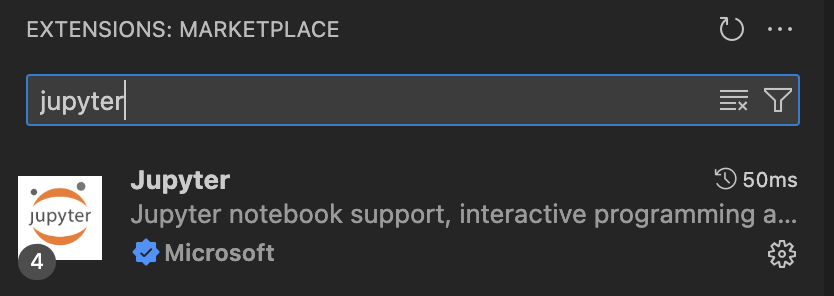 EXTENSIONS: MARKETPLACE
jupyter
Jupyter
50ms
jupyter
Jupyter notebook support, interactive programming a...
4
Microsoft